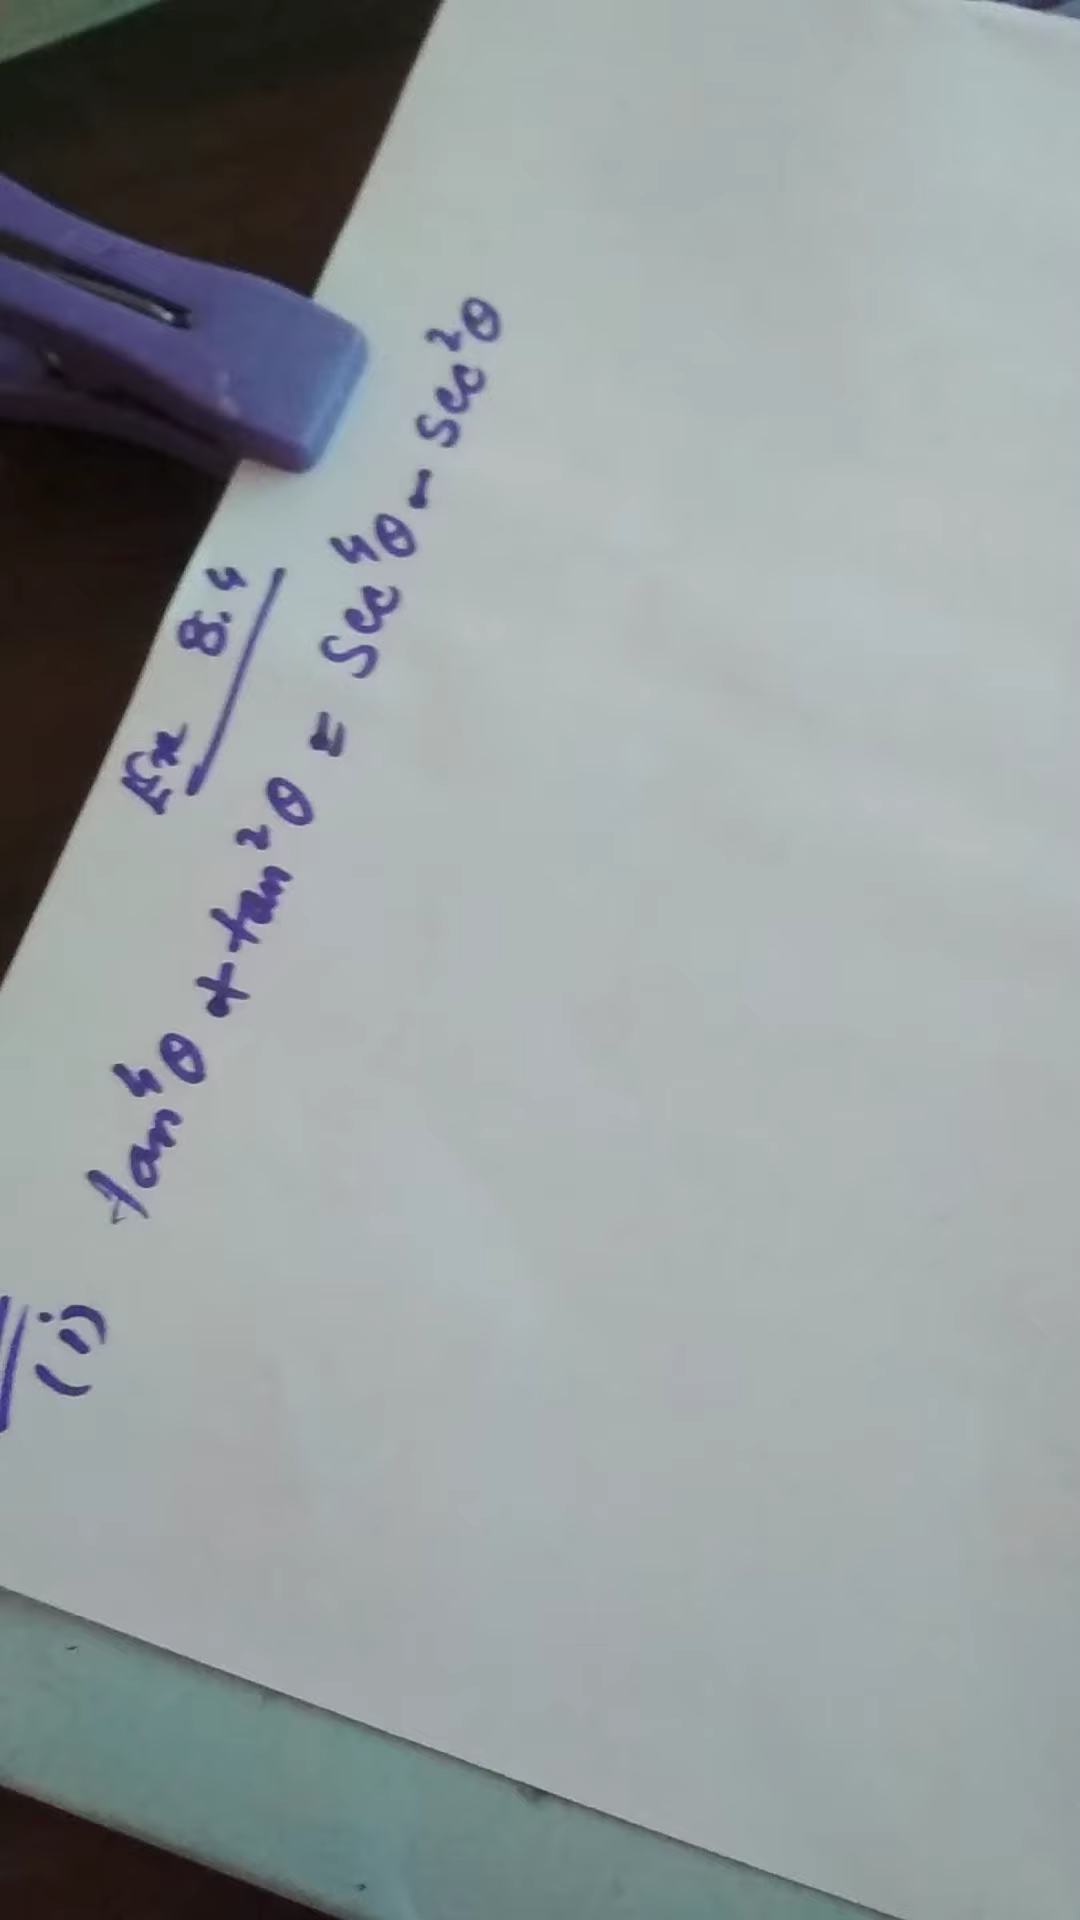 Ex 8.4
(i) tan⁴θ + tan²θ = sec⁴θ - sec²θ